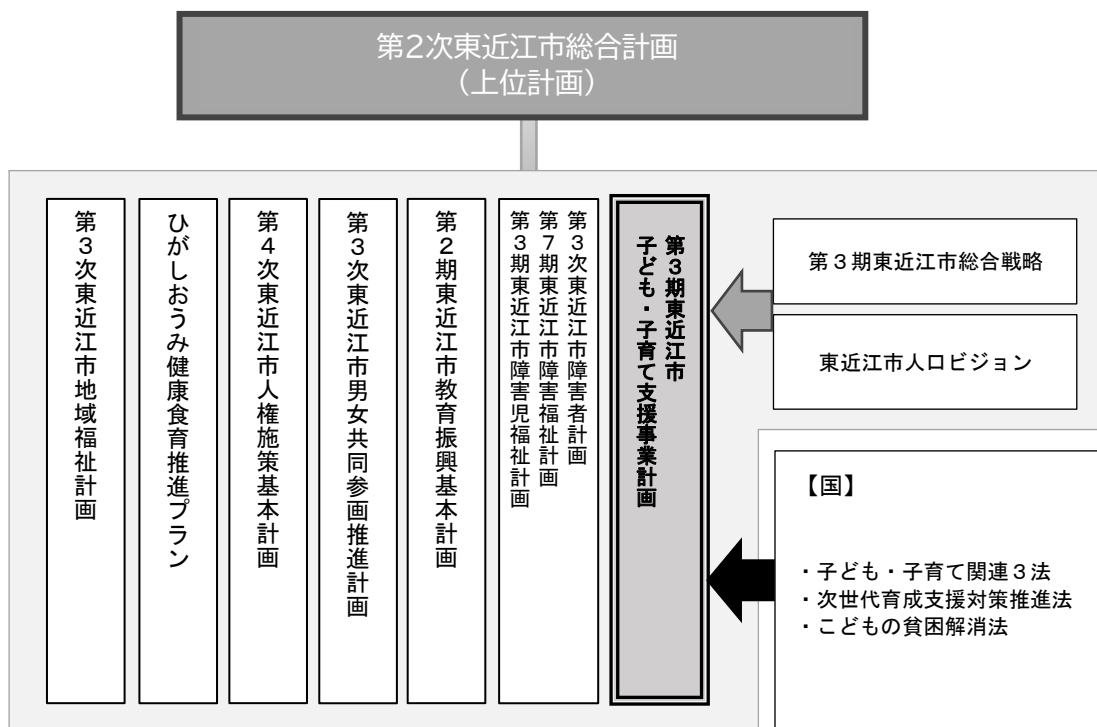 第2次東近江市総合計画
（上位計画）
第３次東近江市地域福祉計画
ひがしおうみ健康食育推進プラン
第４次東近江市人権施策基本計画
第３次東近江市男女共同参画推進計画
第２期東近江市教育振興基本計画
第３次東近江市障害者計画
第７期東近江市障害福祉計画
第３期東近江市障害児福祉計画
第３期東近江市
子ども・子育て支援事業計画
第３期東近江市総合戦略
東近江市人口ビジョン
【国】
・子ども・子育て関連３法
・次世代育成支援対策推進法
・こどもの貧困解消法